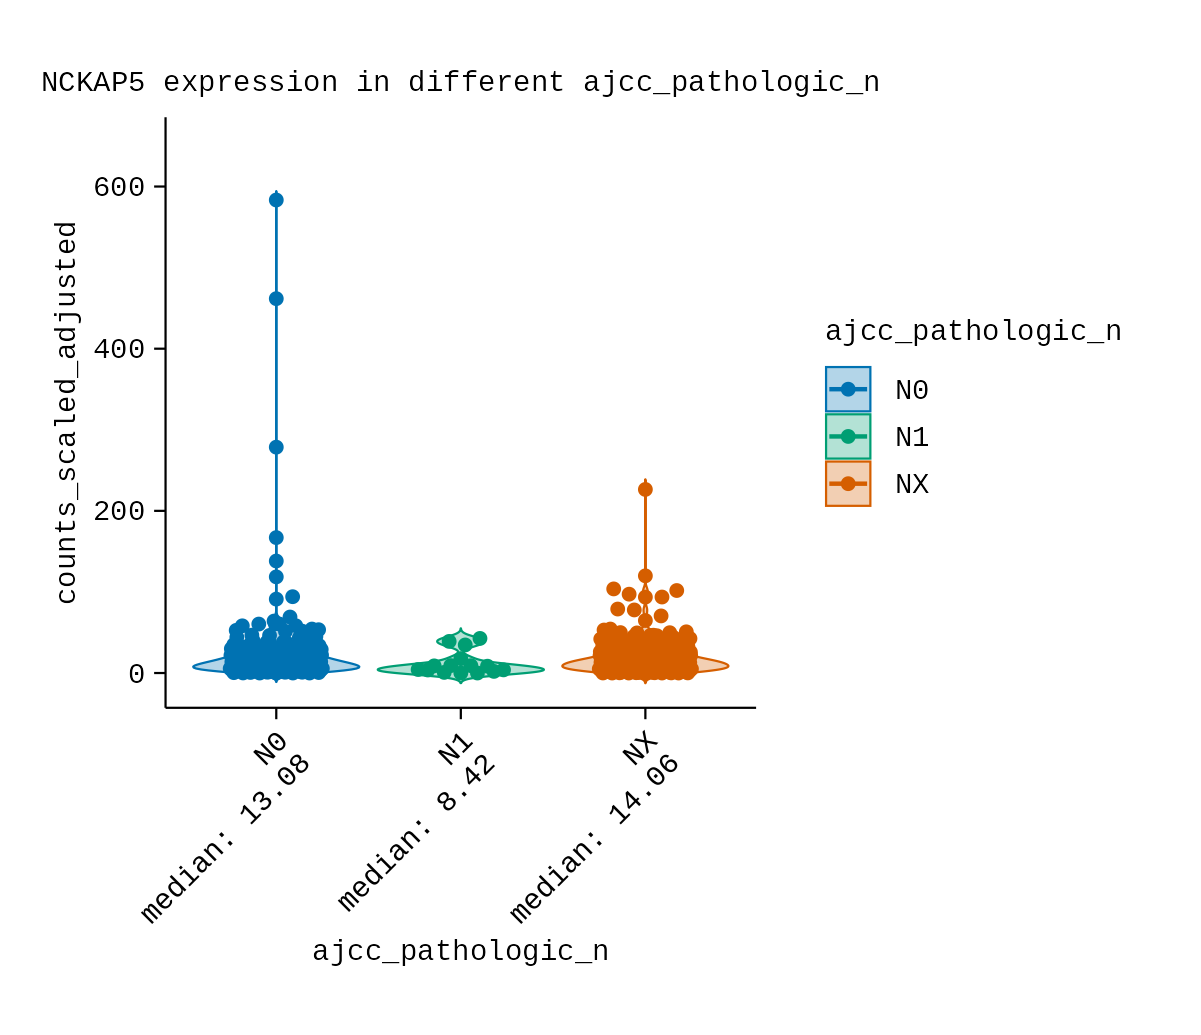 NCKAP5 expression in different ajcc_pathologic_n
counts_scaled_adjusted
600
400
200
0
N0
median: 13.08
N1
median: 8.42
NX
median: 14.06
ajcc_pathologic_n
ajcc_pathologic_n
N0
N1
NX